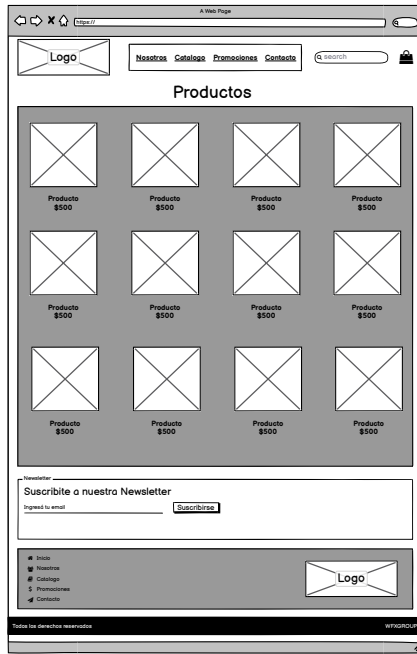 A Web Page
https://
Logo
Nosotros Catalogo Promociones Contacto
search
Productos
Producto Producto Producto Producto
$500 $500 $500 $500
Producto Producto Producto Producto
$500 $500 $500 $500
Producto Producto Producto Producto
$500 $500 $500 $500
Newsletter
Suscribite a nuestra Newsletter
Ingresá tu email Suscribirse
Inicio
Nosotros
Catalogo
Promociones
Contacto
Logo
Todos los derechos reservados WFXGROUP